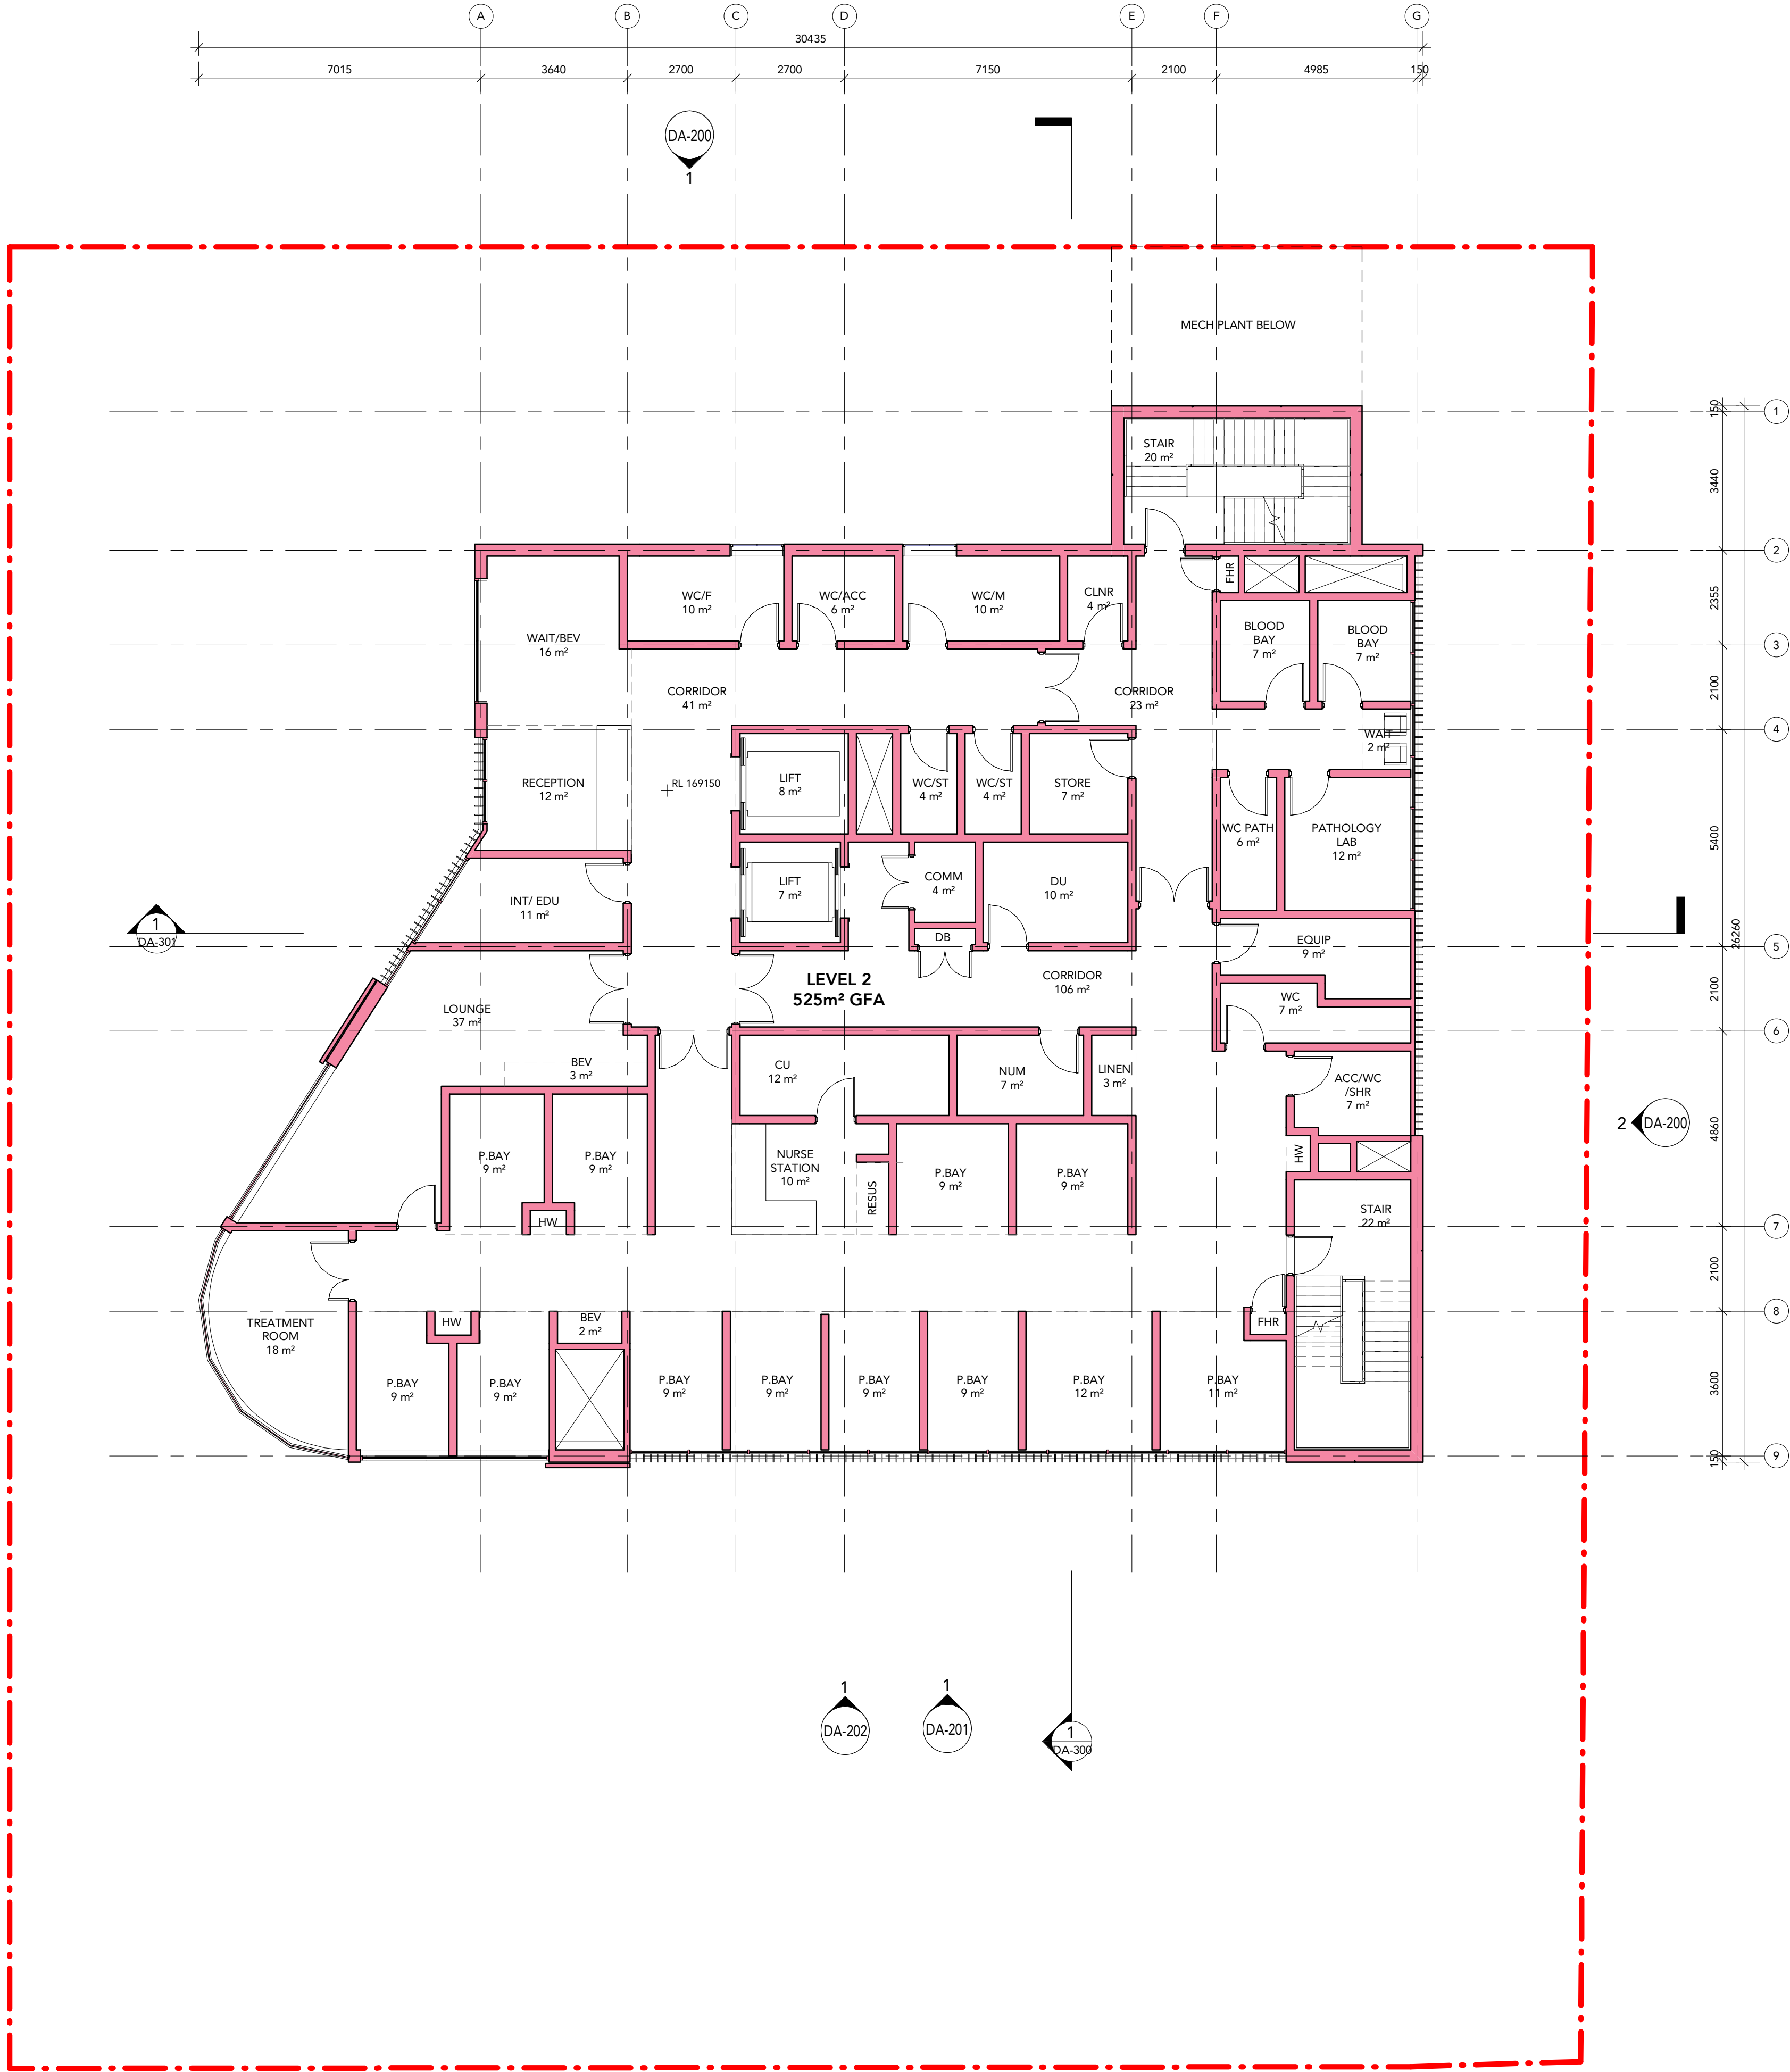 A
B
C
D
E
F
G
30435
7015
3640
2700
2700
7150
2100
4985
150
DA-200
1
MECH PLANT BELOW
150
1
STAIR
20 m²
3440
2
FHR
WC/F
10 m²
WC/ACC
6 m²
WC/M
10 m²
CLNR
4 m²
2355
BLOOD
BAY
7 m²
BLOOD
BAY
7 m²
WAIT/BEV
16 m²
3
CORRIDOR
41 m²
CORRIDOR
23 m²
2100
4
WAIT
2 m²
RECEPTION
12 m²
RL 169150
LIFT
8 m²
WC/ST
4 m²
WC/ST
4 m²
STORE
7 m²
WC PATH
6 m²
PATHOLOGY
LAB
12 m²
5400
INT/ EDU
11 m²
LIFT
7 m²
COMM
4 m²
DU
10 m²
1
DA-301
DB
EQUIP
9 m²
26260
5
LEVEL 2
525m² GFA
CORRIDOR
106 m²
2100
LOUNGE
37 m²
WC
7 m²
6
BEV
3 m²
CU
12 m²
NUM
7 m²
LINEN
3 m²
ACC/WC
/SHR
7 m²
4860
2
DA-200
P.BAY
9 m²
P.BAY
9 m²
NURSE
STATION
10 m²
RESUS
P.BAY
9 m²
P.BAY
9 m²
HW
HW
STAIR
22 m²
7
2100
8
TREATMENT
ROOM
18 m²
HW
BEV
2 m²
FHR
P.BAY
9 m²
P.BAY
9 m²
P.BAY
9 m²
P.BAY
9 m²
P.BAY
9 m²
P.BAY
9 m²
P.BAY
12 m²
P.BAY
11 m²
3600
150
9
1
DA-202
1
DA-201
1
DA-300